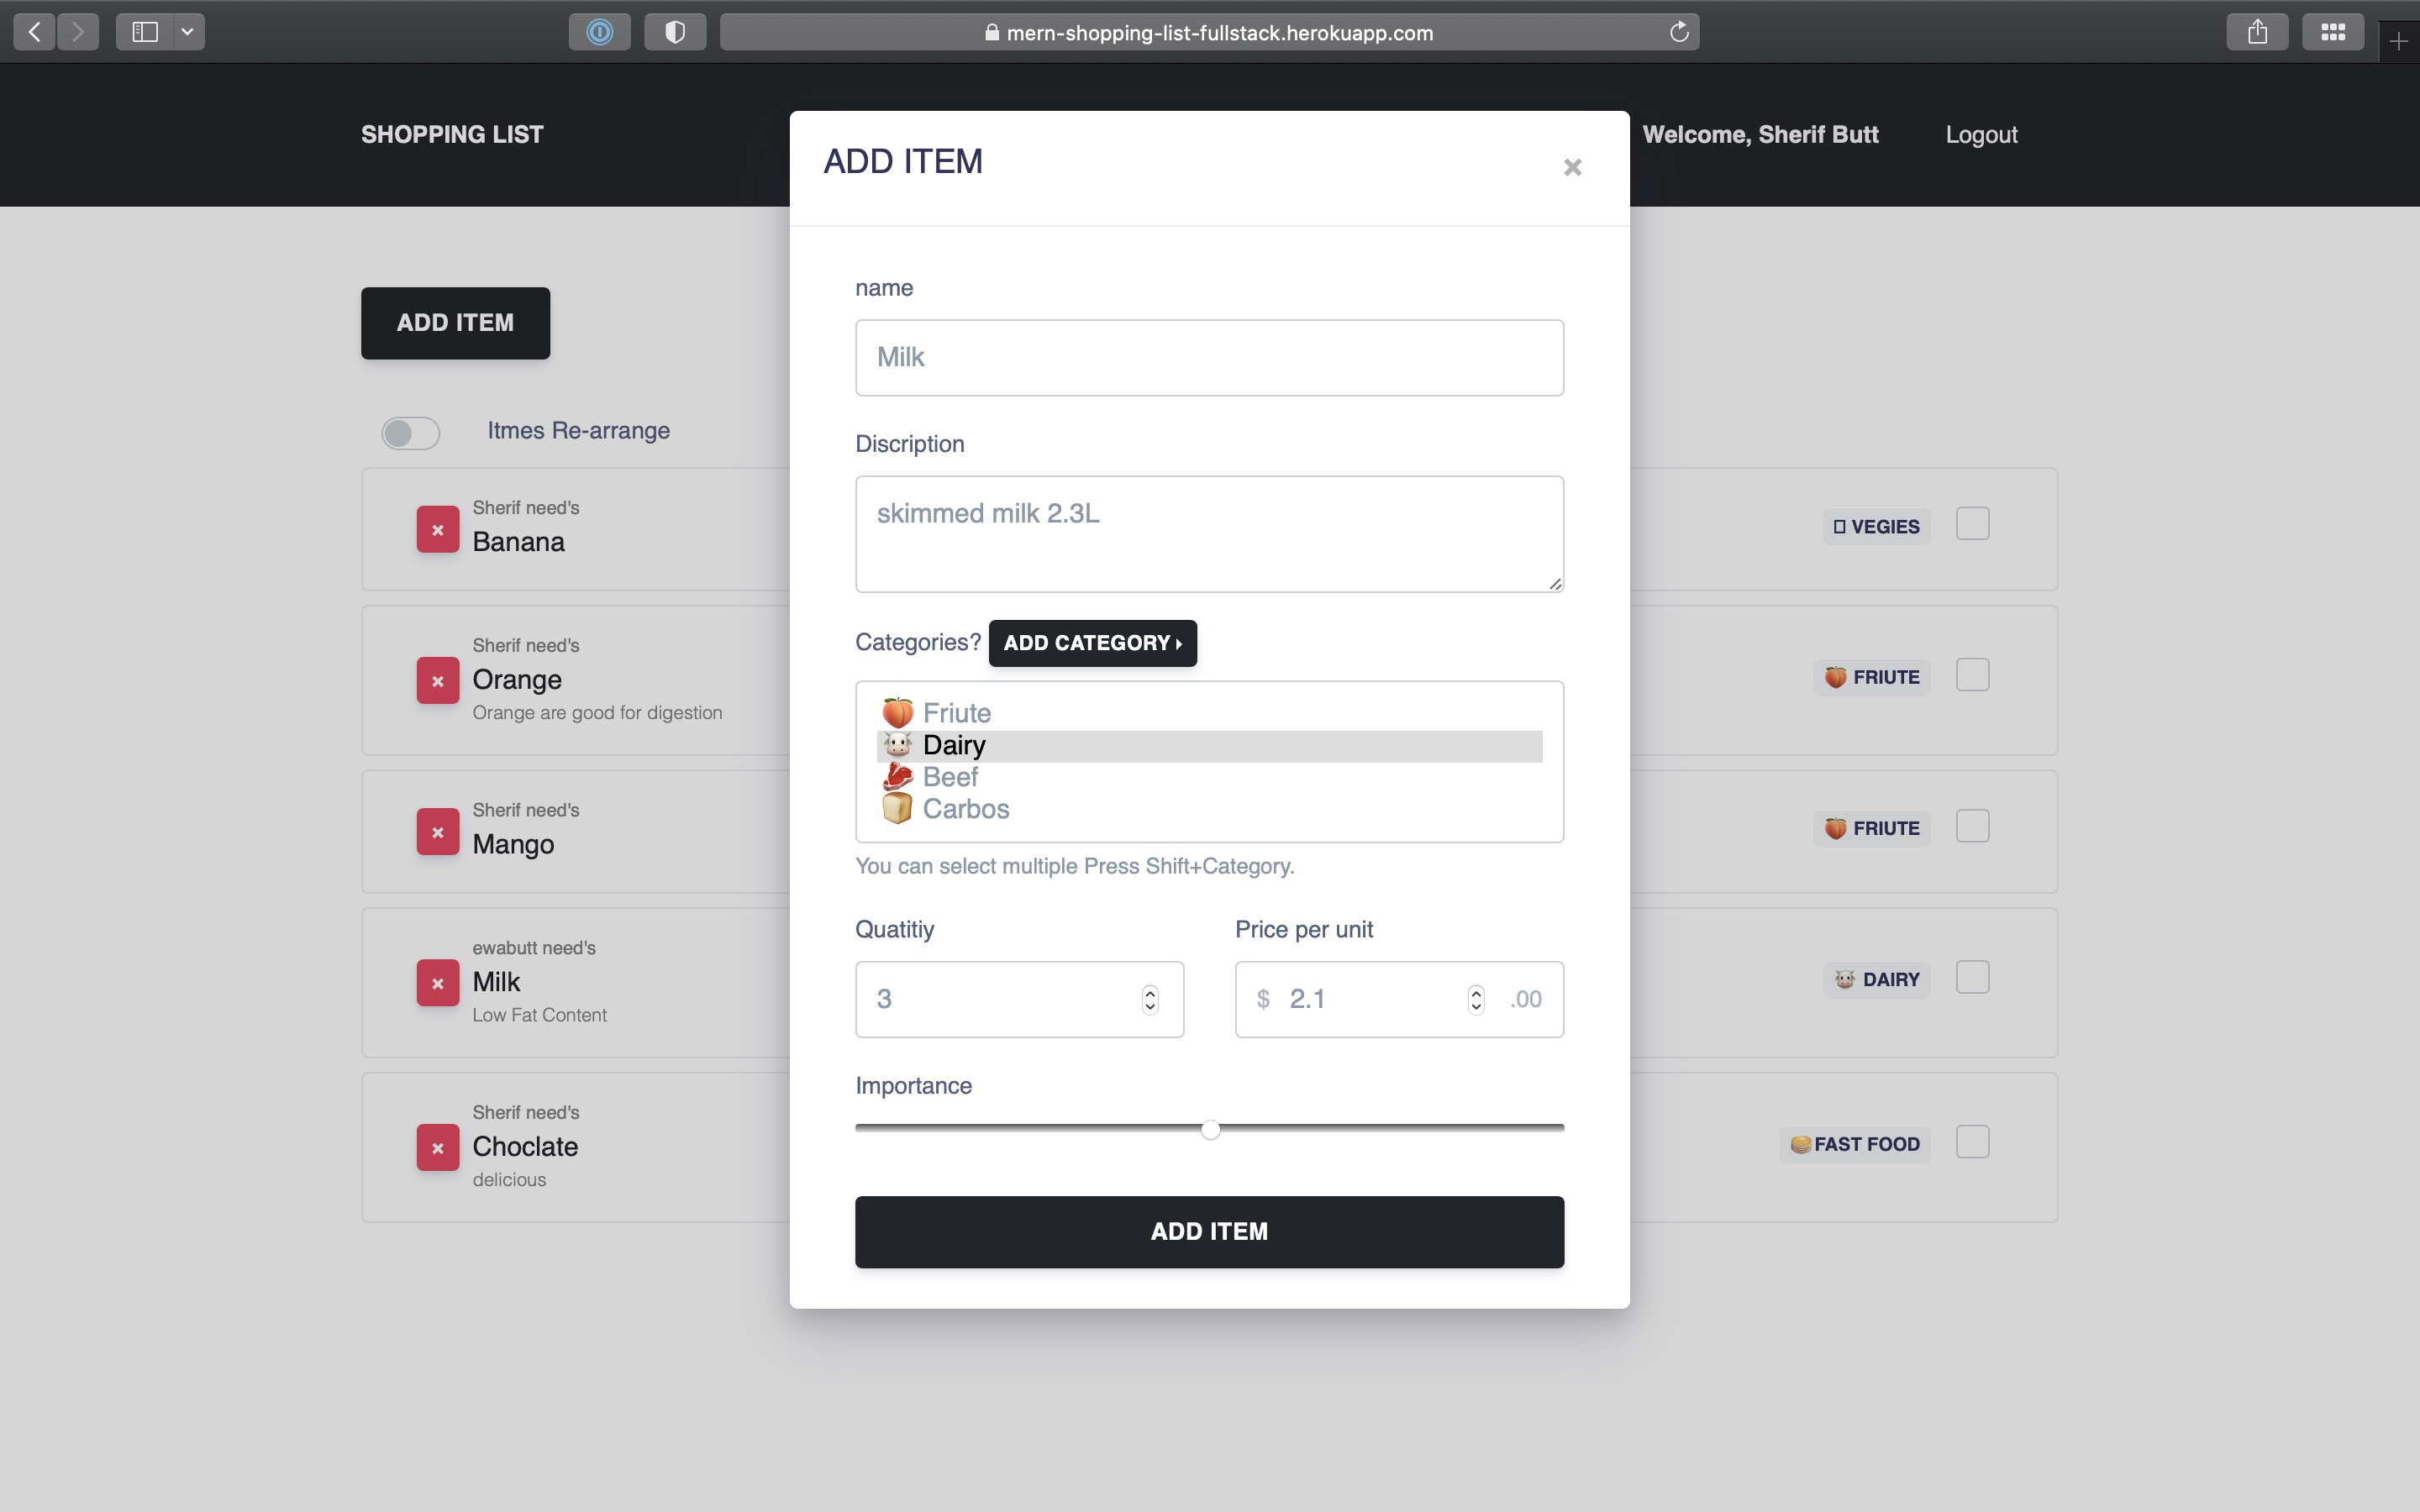 mern-shopping-list-fullstack.herokuapp.com
SHOPPING LIST
Welcome, Sherif Butt
Logout
ADD ITEM
Itmes Re-arrange
Sherif need's
Banana
VEGIES
Sherif need's
Orange
Orange are good for digestion
🍑 FRIUTE
Sherif need's
Mango
🍑 FRIUTE
ewabutt need's
Milk
Low Fat Content
🐮 DAIRY
Sherif need's
Choclate
delicious
🥞FAST FOOD
ADD ITEM
×
name
Milk
Discription
skimmed milk 2.3L
Categories? ADD CATEGORY
🍑 Friute
🐮 Dairy
🥩 Beef
🍞 Carbos
You can select multiple Press Shift+Category.
Quatitiy
3
Price per unit
$ 2.1 .00
Importance
ADD ITEM